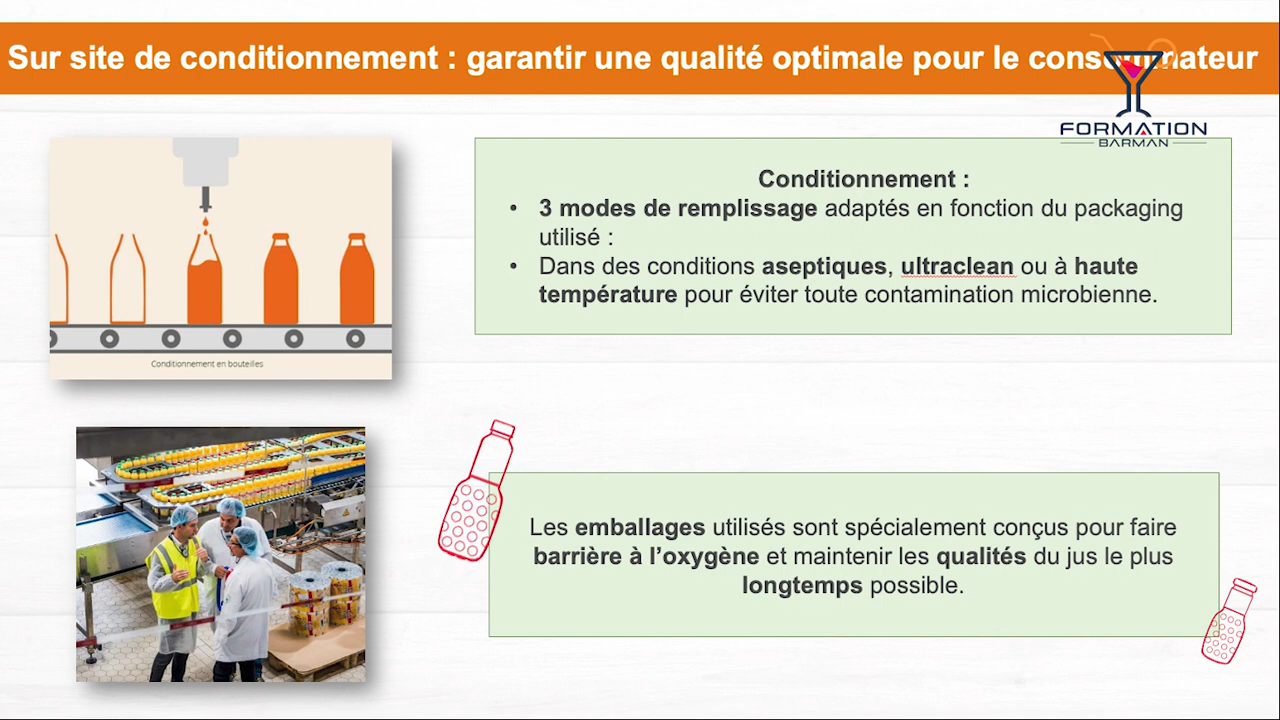 Sur site de conditionnement : garantir une qualité optimale pour le consommateur
FORMATION
BARMAN
Conditionnement :
• 3 modes de remplissage adaptés en fonction du packaging
utilisé :
• Dans des conditions aseptiques, ultraclean ou à haute
température pour éviter toute contamination microbienne.
Conditionnement en bouteilles
Les emballages utilisés sont spécialement conçus pour faire
barrière à l’oxygène et maintenir les qualités du jus le plus
longtemps possible.